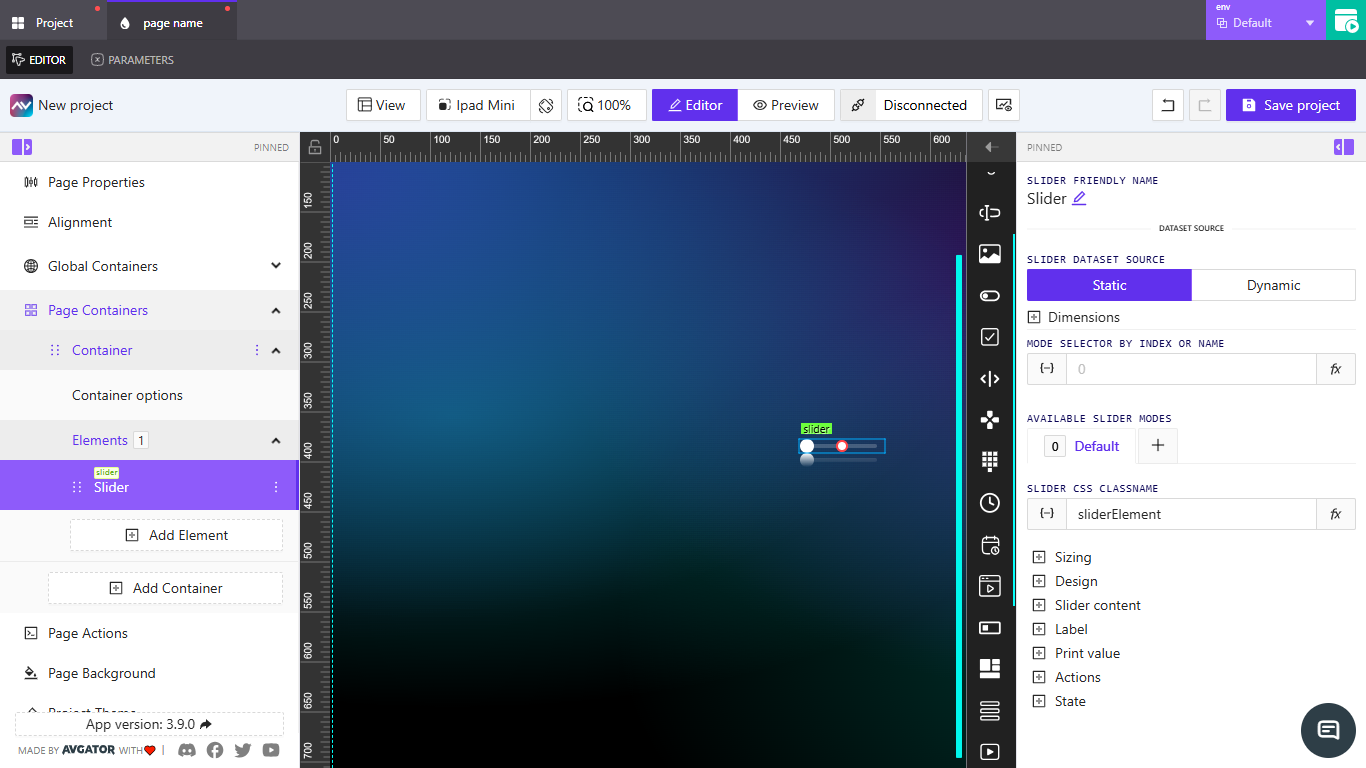 Project
page name
env
Default
EDITOR
PARAMETERS
New project
View
Ipad Mini
100%
Editor
Preview
Disconnected
Save project
PINNED
Page Properties
Alignment
Global Containers
Page Containers
Container
Container options
Elements 1
slider
Slider
Add Element
Add Container
Page Actions
Page Background
Project Theme
App version: 3.9.0
MADE BY AVGATOR WITH
0 50 100 150 200 250 300 350 400 450 500 550 600
150
200
250
300
350
400
450
500
550
600
650
700
slider
PINNED
SLIDER FRIENDLY NAME
Slider
DATASET SOURCE
SLIDER DATASET SOURCE
Static
Dynamic
Dimensions
MODE SELECTOR BY INDEX OR NAME
0
fx
AVAILABLE SLIDER MODES
0 Default
SLIDER CSS CLASSNAME
sliderElement
fx
Sizing
Design
Slider content
Label
Print value
Actions
State